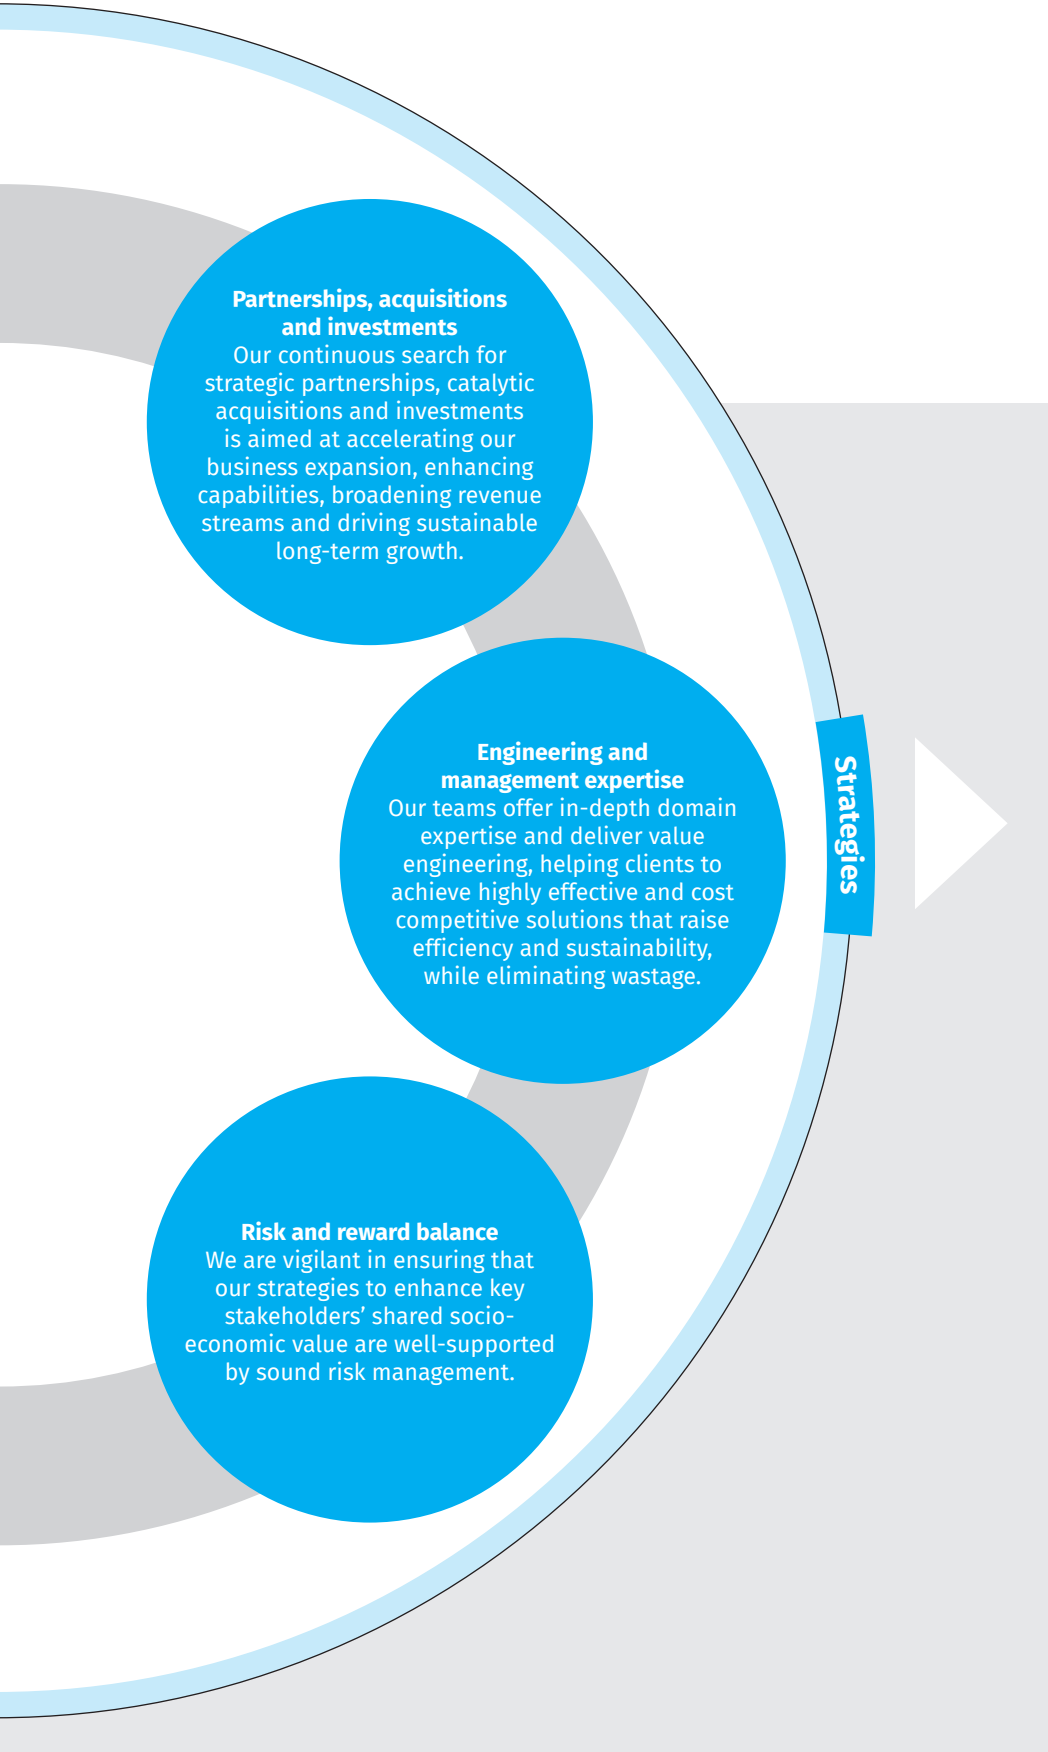 Partnerships, acquisitions
and investments
Our continuous search for
strategic partnerships, catalytic
acquisitions and investments
is aimed at accelerating our
business expansion, enhancing
capabilities, broadening revenue
streams and driving sustainable
long-term growth.
Engineering and
management expertise
Our teams offer in-depth domain
expertise and deliver value
engineering, helping clients to
achieve highly effective and cost
competitive solutions that raise
efficiency and sustainability,
while eliminating wastage.
Strategies
Risk and reward balance
We are vigilant in ensuring that
our strategies to enhance key
stakeholders’ shared socio-
economic value are well-supported
by sound risk management.